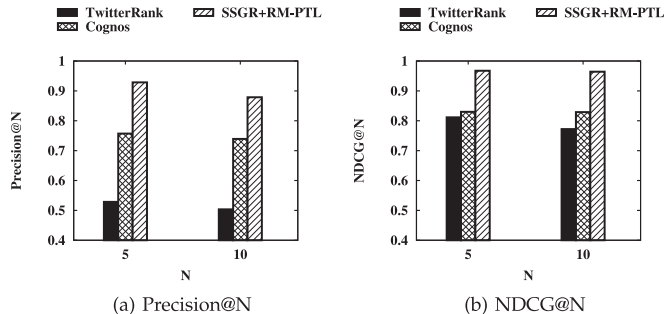 TwitterRank
Cognos
SSGR+RM-PTL
Precision@N
1
0.9
0.8
0.7
0.6
0.5
0.4
5
10
N
(a) Precision@N
TwitterRank
Cognos
SSGR+RM-PTL
NDCG@N
1
0.9
0.8
0.7
0.6
0.5
0.4
5
10
N
(b) NDCG@N